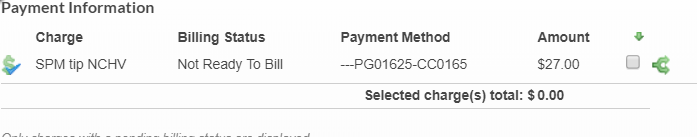 Payment Information
Charge Billing Status Payment Method Amount
SPM tip NCHV Not Ready To Bill ---PG01625-CC0165 $27.00
Selected charge(s) total: $0.00
Only charges with a pending billing status are displayed